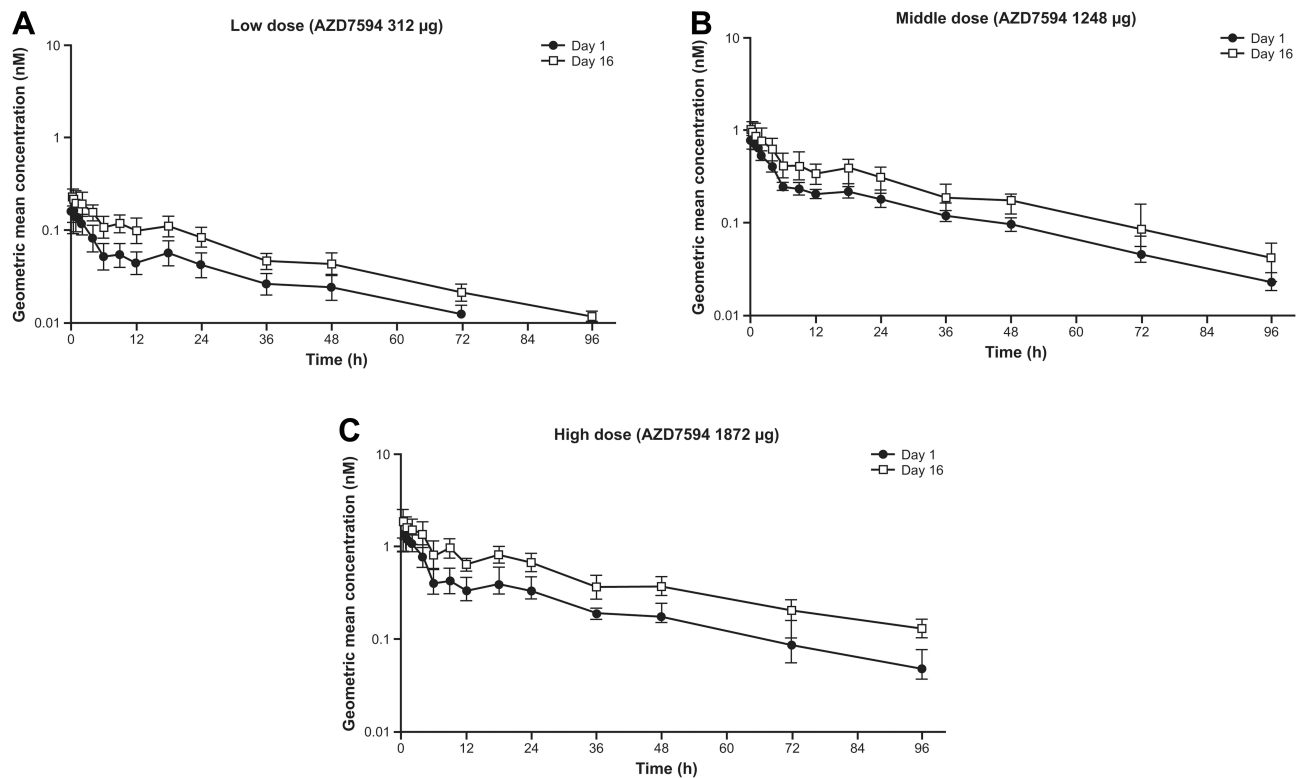 A
Low dose (AZD7594 312 µg)
Geometric mean concentration (nM)
10
1
0.1
0.01
Day 1
Day 16
0 12 24 36 48 60 72 84 96
Time (h)
B
Middle dose (AZD7594 1248 µg)
Geometric mean concentration (nM)
10
1
0.1
0.01
Day 1
Day 16
0 12 24 36 48 60 72 84 96
Time (h)
C
High dose (AZD7594 1872 µg)
Geometric mean concentration (nM)
10
1
0.1
0.01
Day 1
Day 16
0 12 24 36 48 60 72 84 96
Time (h)